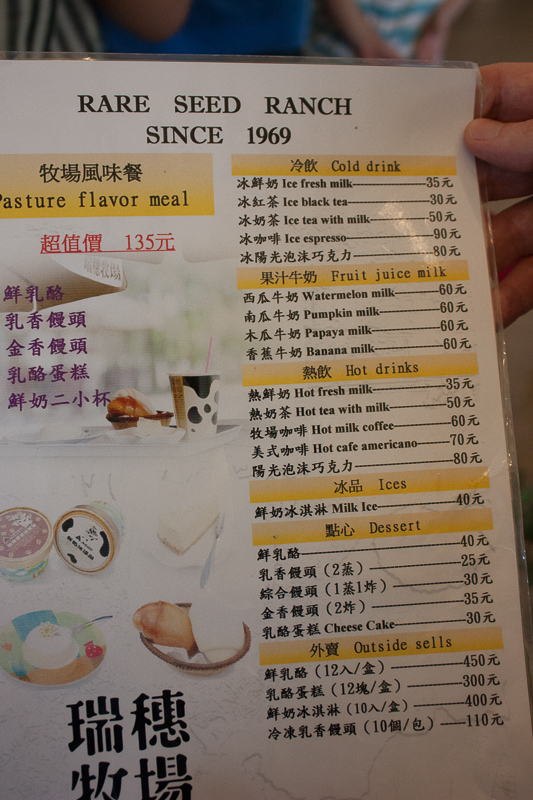 RARE SEED RANCH
SINCE 1969
牧場風味餐
Pasture flavor meal
超值價 135元
鮮乳酪
乳香饅頭
金香饅頭
乳酪蛋糕
鮮奶二小杯
瑞穗
牧場
冷飲 Cold drink
冰鮮奶 Ice fresh milk 35元
冰紅茶 Ice black tea 30元
冰奶茶 Ice tea with milk 50元
冰咖啡 Ice espresso 90元
冰陽光泡沫巧克力 80元
果汁牛奶 Fruit juice milk
西瓜牛奶 Watermelon milk 60元
南瓜牛奶 Pumpkin milk 60元
木瓜牛奶 Papaya milk 60元
香蕉牛奶 Banana milk 60元
熱飲 Hot drinks
熱鮮奶 Hot fresh milk 35元
熱奶茶 Hot tea with milk 50元
牧場咖啡 Hot milk coffee 60元
美式咖啡 Hot cafe americano 70元
陽光泡沫巧克力 80元
冰品 Ices
鮮奶冰淇淋 Milk Ice 40元
點心 Dessert
鮮乳酪 40元
乳香饅頭（2蒸） 25元
綜合饅頭（1蒸1炸） 30元
金香饅頭（2炸） 35元
乳酪蛋糕 Cheese Cake 30元
外賣 Outside sells
鮮乳酪（12入/盒） 450元
乳酪蛋糕（12塊/盒） 300元
鮮奶冰淇淋（10入/盒） 400元
冷凍乳香饅頭（10個/包） 110元